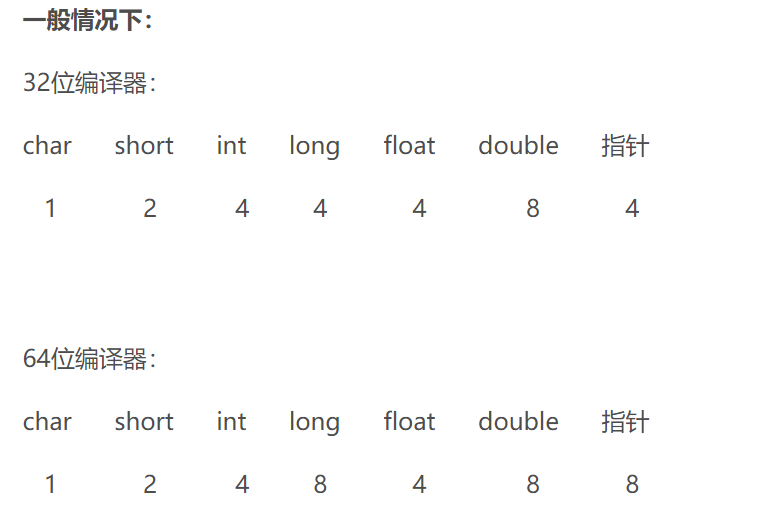 一般情况下：
32位编译器：
char short int long float double 指针
1 2 4 4 4 8 4
64位编译器：
char short int long float double 指针
1 2 4 8 4 8 8